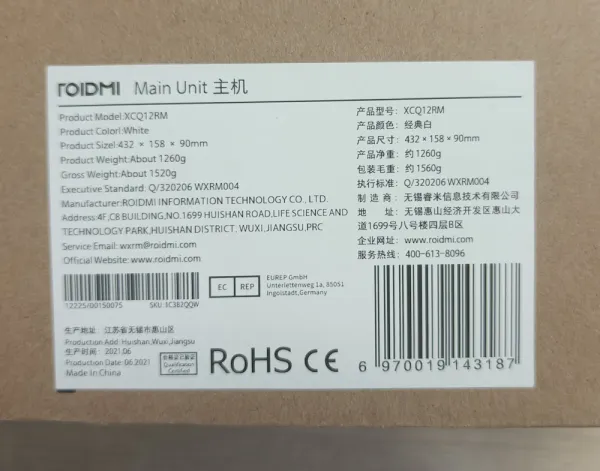 ROIDMI Main Unit 主机
Product Model:XCQ12RM
Product Colorl:White
Product Sizel:432 × 158 × 90mm
Product Weight:About 1260g
Gross Weight:About 1520g
Executive Standard: Q/320206 WXRM004
Manufacturer:ROIDMI INFORMATION TECHNOLOGY CO., LTD.
Address:4F,C8 BUILDING,NO.1699 HUISHAN ROAD,LIFE SCIENCE AND
TECHNOLOGY PARK,HUISHAN DISTRICT, WUXI,JIANGSU,PRC
Service Email: wxrm@roidmi.com
Official Website: www.roidmi.com
产品型号: XCQ12RM
产品颜色: 经典白
产品尺寸: 432 × 158 × 90mm
产品净重: 约1260g
包装毛重: 约1560g
执行标准: Q/320206 WXRM004
制造商: 无锡睿米信息技术有限公司
地址: 无锡惠山经济开发区惠山大
道1699号八号楼四层B区
企业网址: www.roidmi.com
服务热线: 400-613-8096
12225/00150075 SKU:
EC REP
EUREP GmbH
Unterlettenweg 1a, 85051
Ingolstadt,Germany
生产地址: 江苏省无锡市惠山区
Production Add: Huishan,Wuxi,Jiangsu
生产时间: 2021.06
Production Date: 06.2021
Made In China
Qualification
Certified
RoHS CE
6 970019 143187